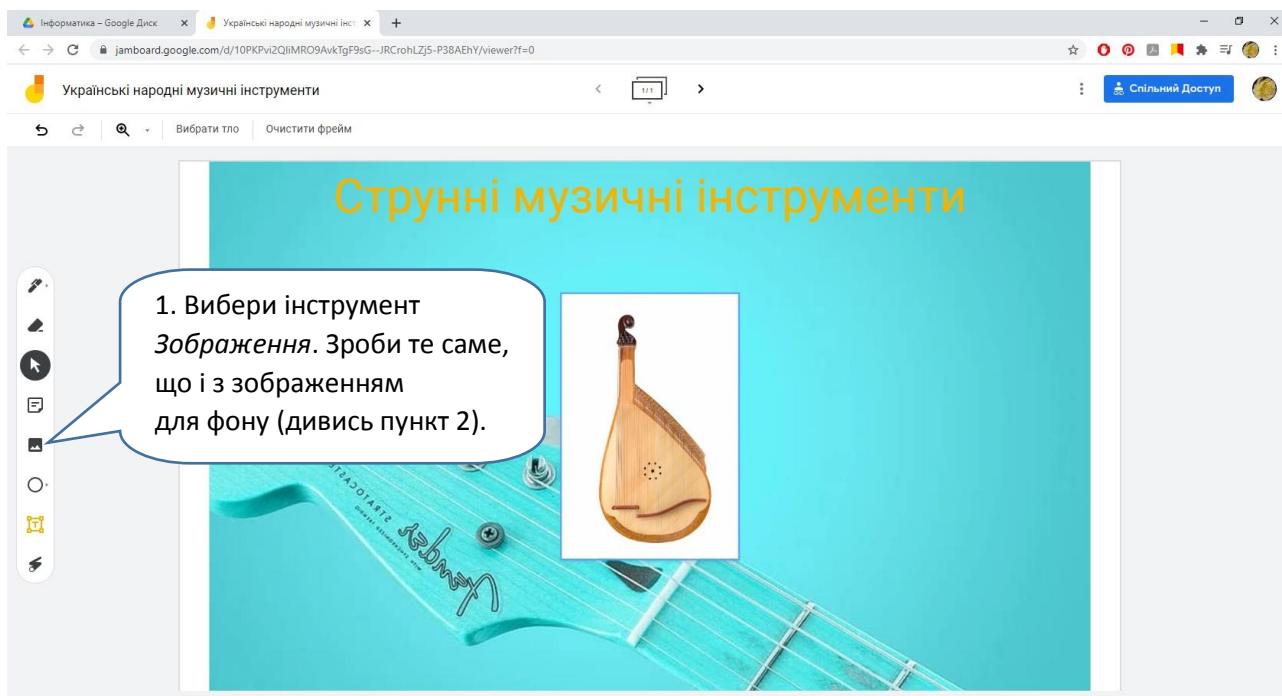 Інформатика – Google Диск
Українські народні музичні інст
jamboard.google.com/d/10PKPvi2QIiMRO9AvkTgF9sG--JRCrohLZj5-P38AEhY/viewer?f=0
Українські народні музичні інструменти
1/1
Спільний Доступ
Вибрати тло
Очистити фрейм
Струнні музичні інструменти
1. Вибери інструмент
Зображення. Зроби те саме,
що і з зображенням
для фону (дивись пункт 2).
STRATOCASTER
Fender